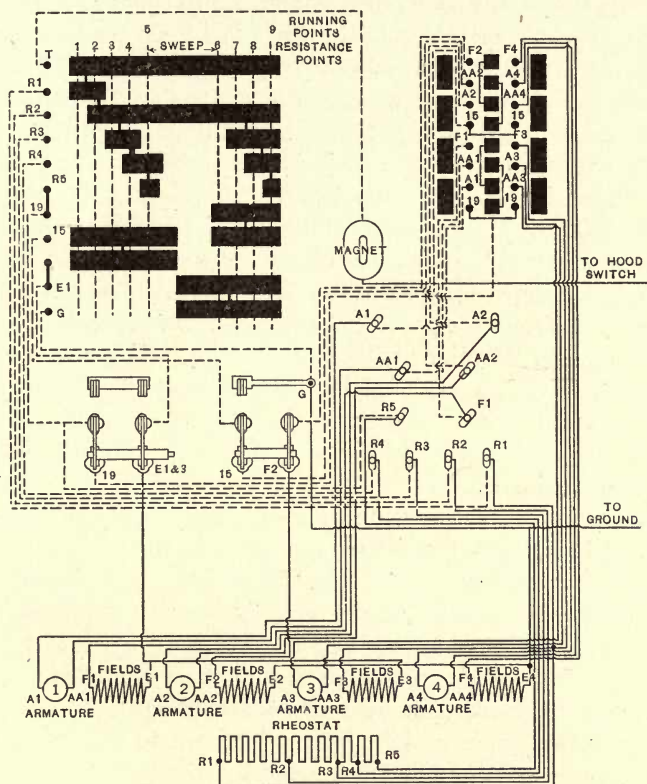 RUNNING
POINTS
RESISTANCE
POINTS
5 9
1 2 3 4 SWEEP 6 7 8
T
R1
R2
R3
R4
R5
19
15
E1
G
F2 F4
AA2 A4
A2 AA4
15 15
F1 F3
AA1 A3
A1 AA3
19 19
MAGNET
TO HOOD
SWITCH
A1 A2
AA1 AA2
R5 F1
R4 R3 R2 R1
G
19 E1&3 15 F2
TO
GROUND
A1 1 AA1 F1 FIELDS E1
ARMATURE
A2 2 AA2 F2 FIELDS E2
ARMATURE
A3 3 AA3 F3 FIELDS E3
ARMATURE
A4 4 AA4 F4 FIELDS E4
ARMATURE
RHEOSTAT
R1 R2 R3 R4 R5